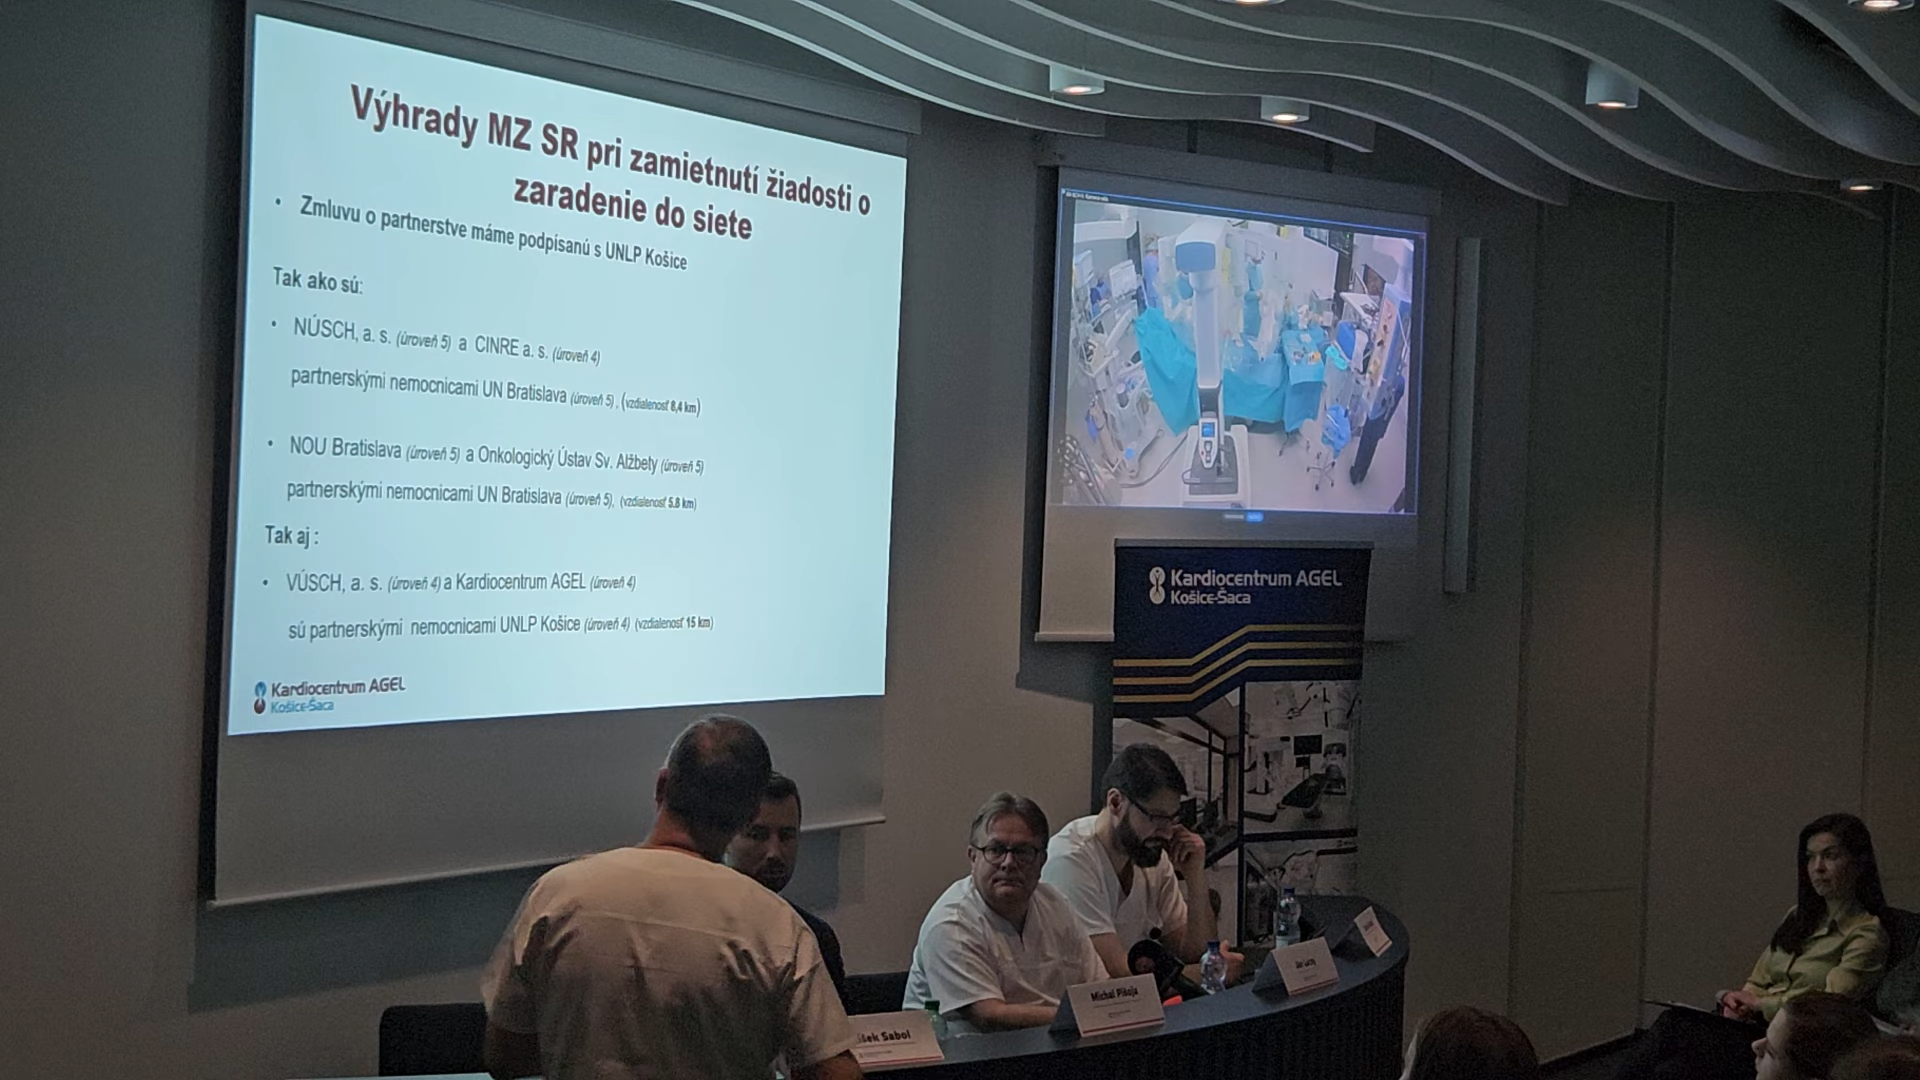 Výhrady MZ SR pri zamietnutí žiadosti o
zaradenie do siete
• Zmluvu o partnerstve máme podpísanú s UNLP Košice
Tak ako sú:
• NÚSCH, a. s. (úroveň 5) a CINRE a. s. (úroveň 4)
partnerskými nemocnicami UN Bratislava (úroveň 5), (vzdialenosť 8,4 km)
• NOU Bratislava (úroveň 5) a Onkologický Ústav Sv. Alžbety (úroveň 5)
partnerskými nemocnicami UN Bratislava (úroveň 5), (vzdialenosť 5.8 km)
Tak aj :
• VÚSCH, a. s. (úroveň 4) a Kardiocentrum AGEL (úroveň 4)
sú partnerskými nemocnicami UNLP Košice (úroveň 4) (vzdialenosť 15 km)
Kardiocentrum AGEL
Košice-Šaca
Kardiocentrum AGEL
Košice-Šaca
Sabol
Michal Pišoja